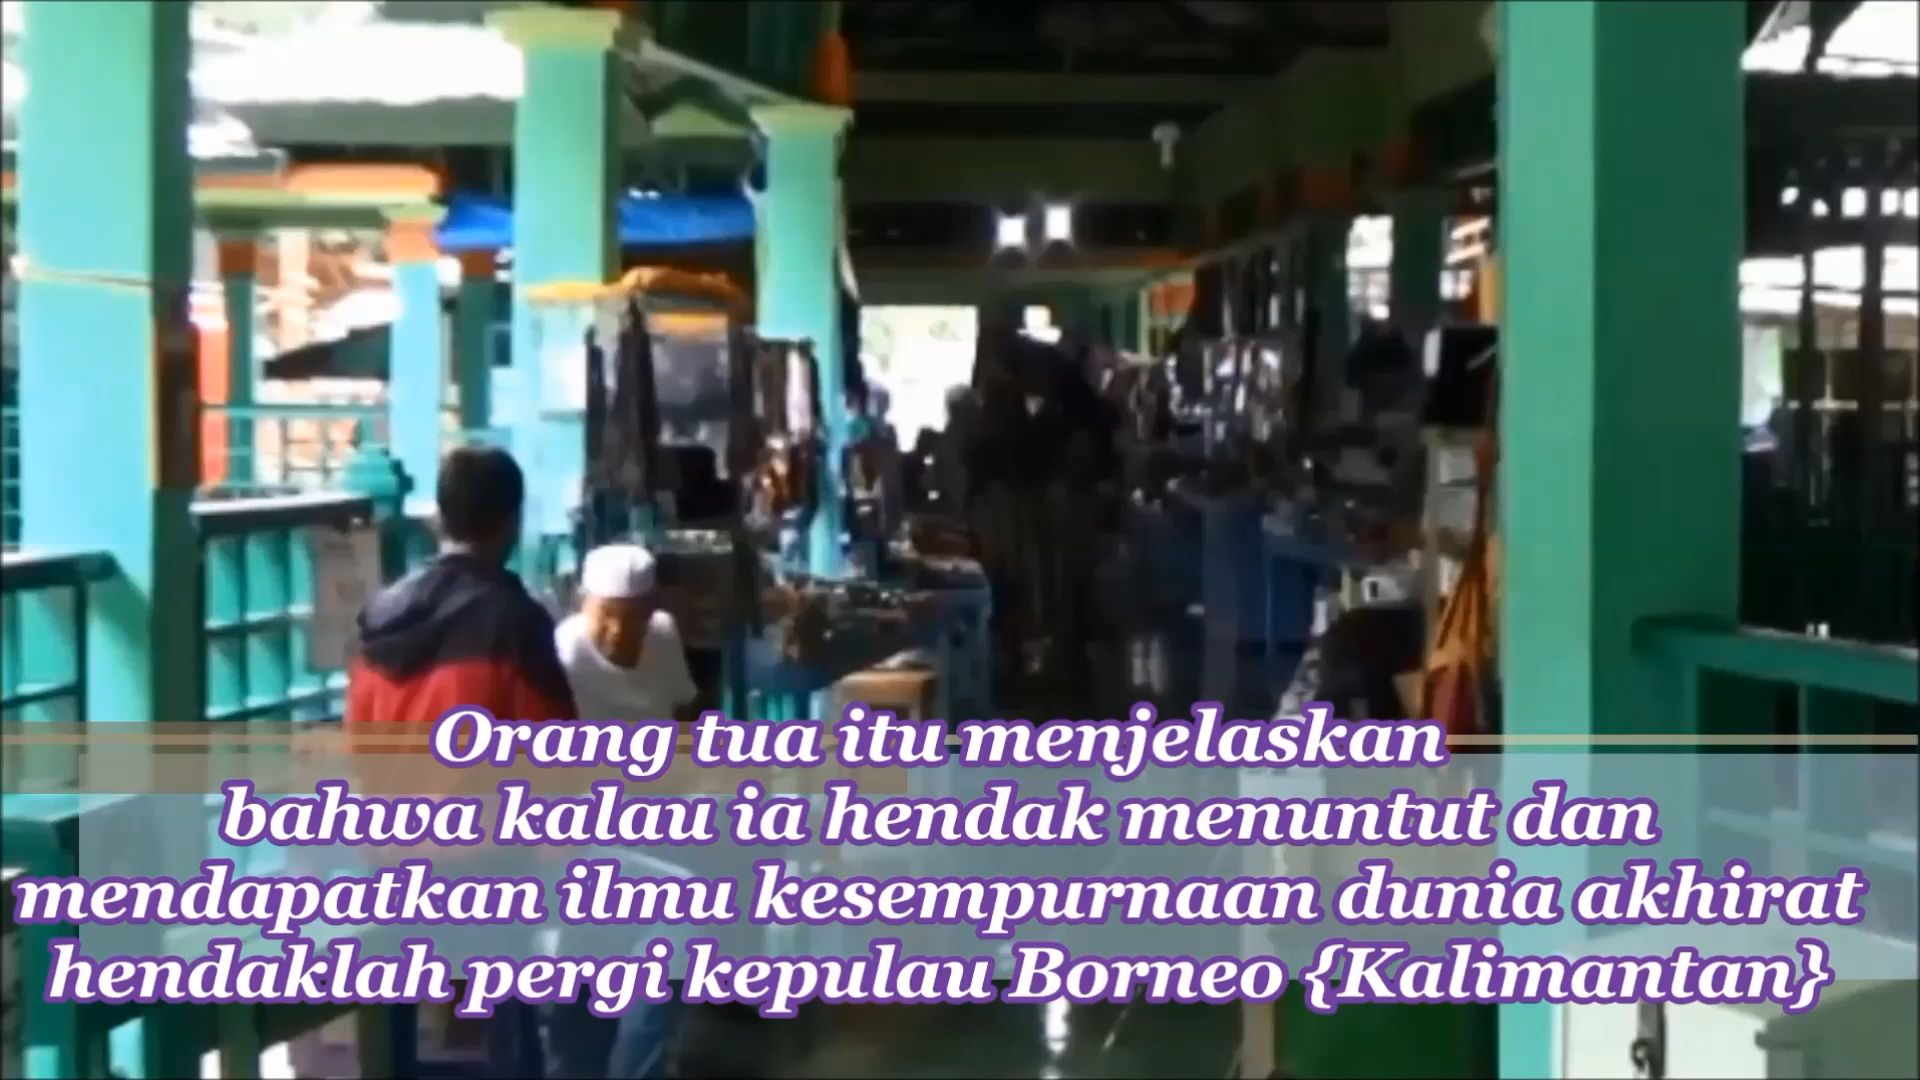 Orang tua itu menjelaskan
bahwa kalau ia hendak menuntut dan
mendapatkan ilmu kesempurnaan dunia akhirat
hendaklah pergi kepulau Borneo {Kalimantan}